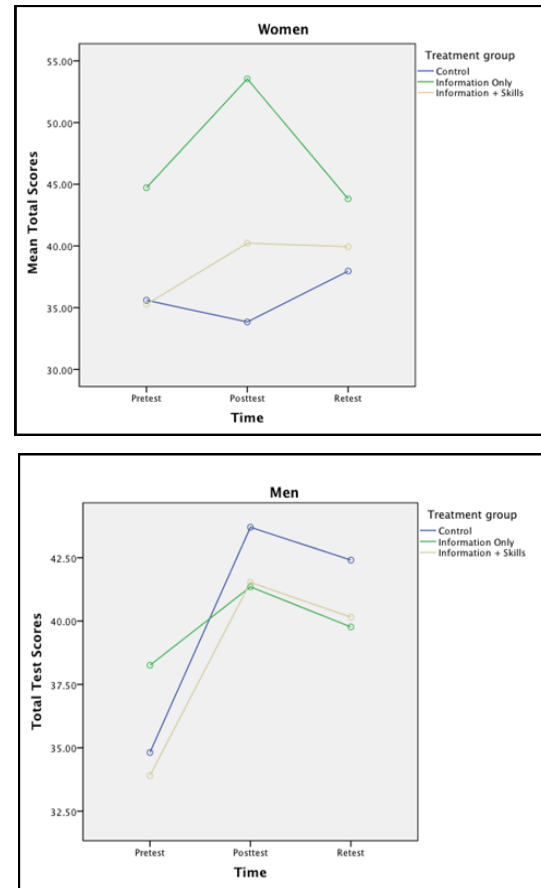 Women
Treatment group
Control
Information Only
Information + Skills
Mean Total Scores
55.00
50.00
45.00
40.00
35.00
30.00
Pretest
Posttest
Retest
Time
Men
Treatment group
Control
Information Only
Information + Skills
Total Test Scores
42.50
40.00
37.50
35.00
32.50
Pretest
Posttest
Retest
Time